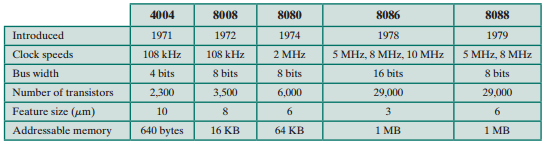 4004 8008 8080 8086 8088
Introduced 1971 1972 1974 1978 1979
Clock speeds 108 kHz 108 kHz 2 MHz 5 MHz, 8 MHz, 10 MHz 5 MHz, 8 MHz
Bus width 4 bits 8 bits 8 bits 16 bits 8 bits
Number of transistors 2,300 3,500 6,000 29,000 29,000
Feature size (μm) 10 8 6 3 6
Addressable memory 640 bytes 16 KB 64 KB 1 MB 1 MB